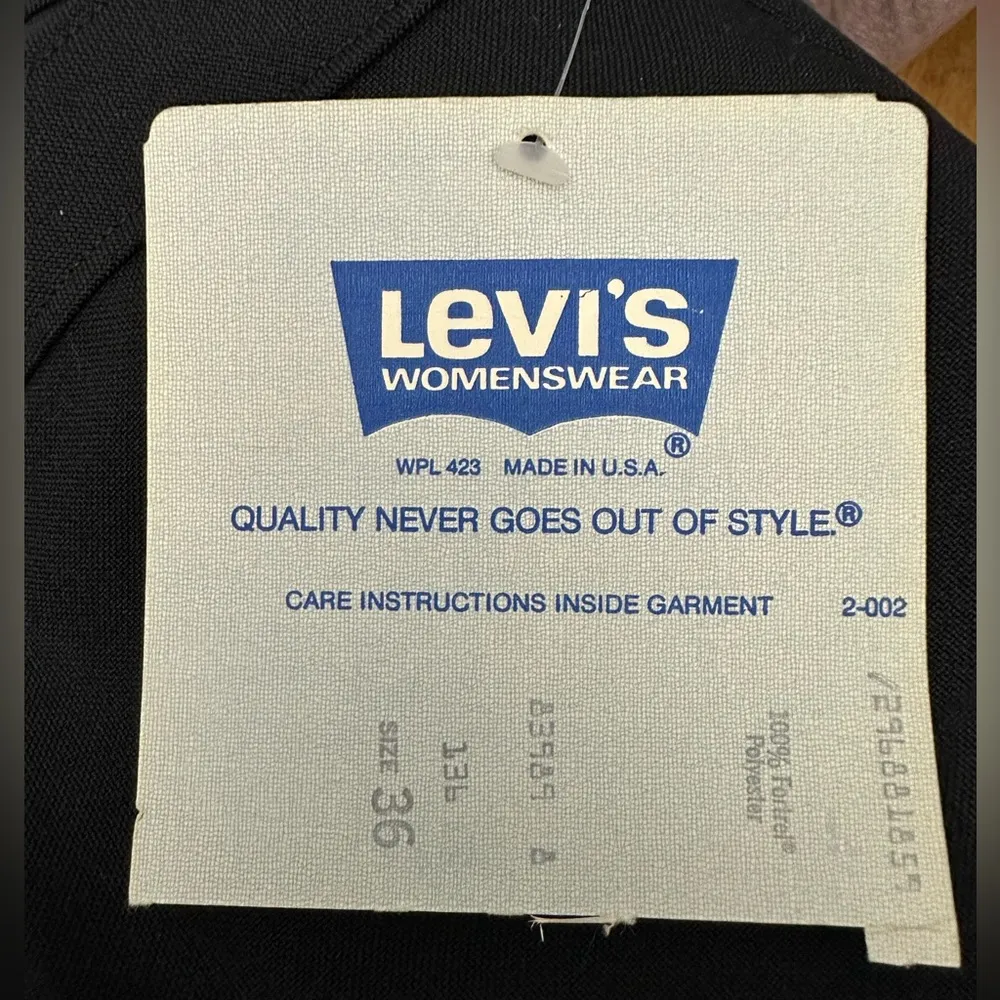 LEVI'S
WOMENSWEAR
®
WPL 423 MADE IN U.S.A.
QUALITY NEVER GOES OUT OF STYLE.®
CARE INSTRUCTIONS INSIDE GARMENT 2-002
100% Fortrel®
Polyester
83989 8
136
SIZE 36